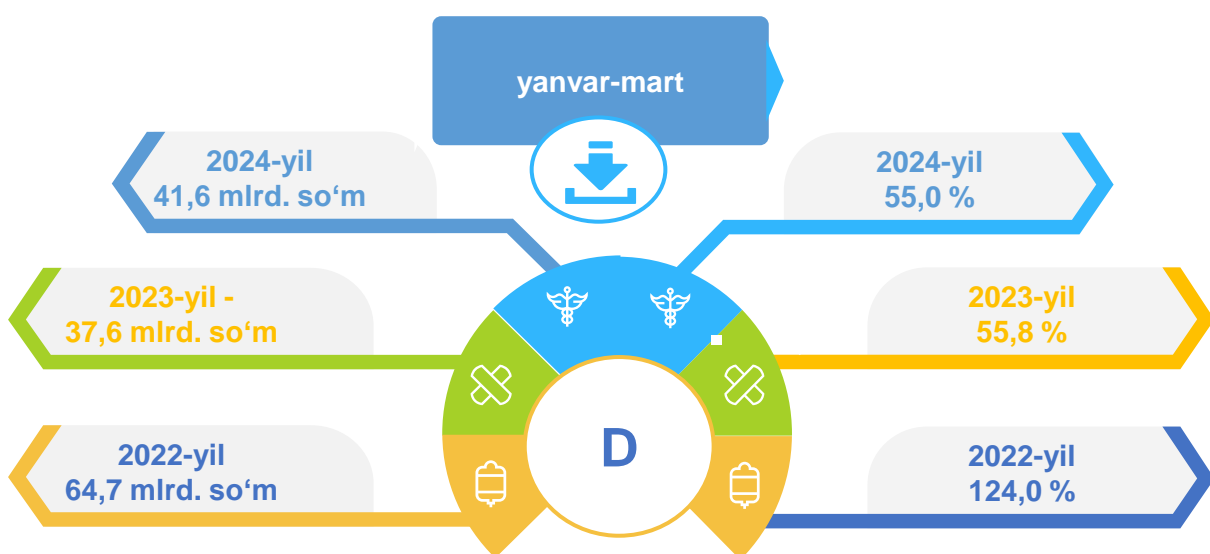 yanvar-mart
2024-yil
41,6 mlrd. so‘m
2024-yil
55,0 %
2023-yil -
37,6 mlrd. so‘m
2023-yil
55,8 %
2022-yil
64,7 mlrd. so‘m
D
2022-yil
124,0 %